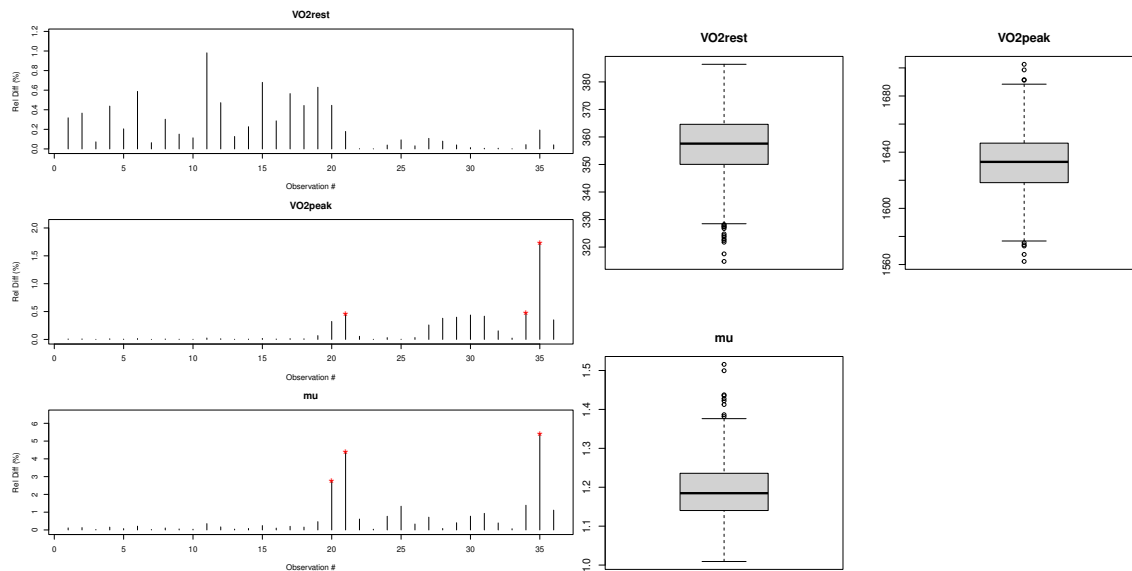 VO2rest
Rel Diff (%)
0.0 0.2 0.4 0.6 0.8 1.0 1.2
0 5 10 15 20 25 30 35
Observation #
VO2peak
Rel Diff (%)
0.0 0.5 1.0 1.5 2.0
0 5 10 15 20 25 30 35
Observation #
mu
Rel Diff (%)
0 1 2 3 4 5 6
0 5 10 15 20 25 30 35
Observation #
VO2rest
320 330 340 350 360 370 380
VO2peak
1560 1600 1640 1680
mu
1.0 1.1 1.2 1.3 1.4 1.5